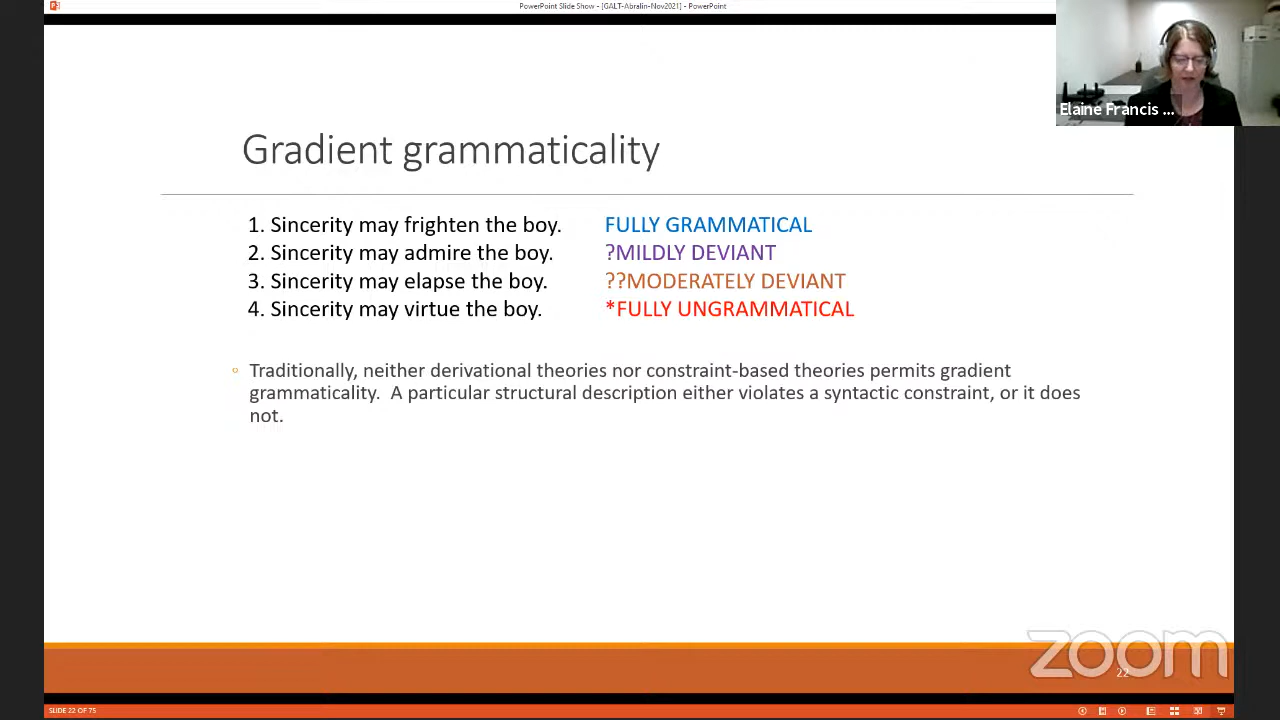 PowerPoint Slide Show - [GALT-Abralin-Nov2021] - PowerPoint
Elaine Francis ...
Gradient grammaticality
1. Sincerity may frighten the boy. FULLY GRAMMATICAL
2. Sincerity may admire the boy. ?MILDLY DEVIANT
3. Sincerity may elapse the boy. ??MODERATELY DEVIANT
4. Sincerity may virtue the boy. *FULLY UNGRAMMATICAL
Traditionally, neither derivational theories nor constraint-based theories permits gradient
grammaticality. A particular structural description either violates a syntactic constraint, or it does
not.
zoom
22
SLIDE 22 OF 75